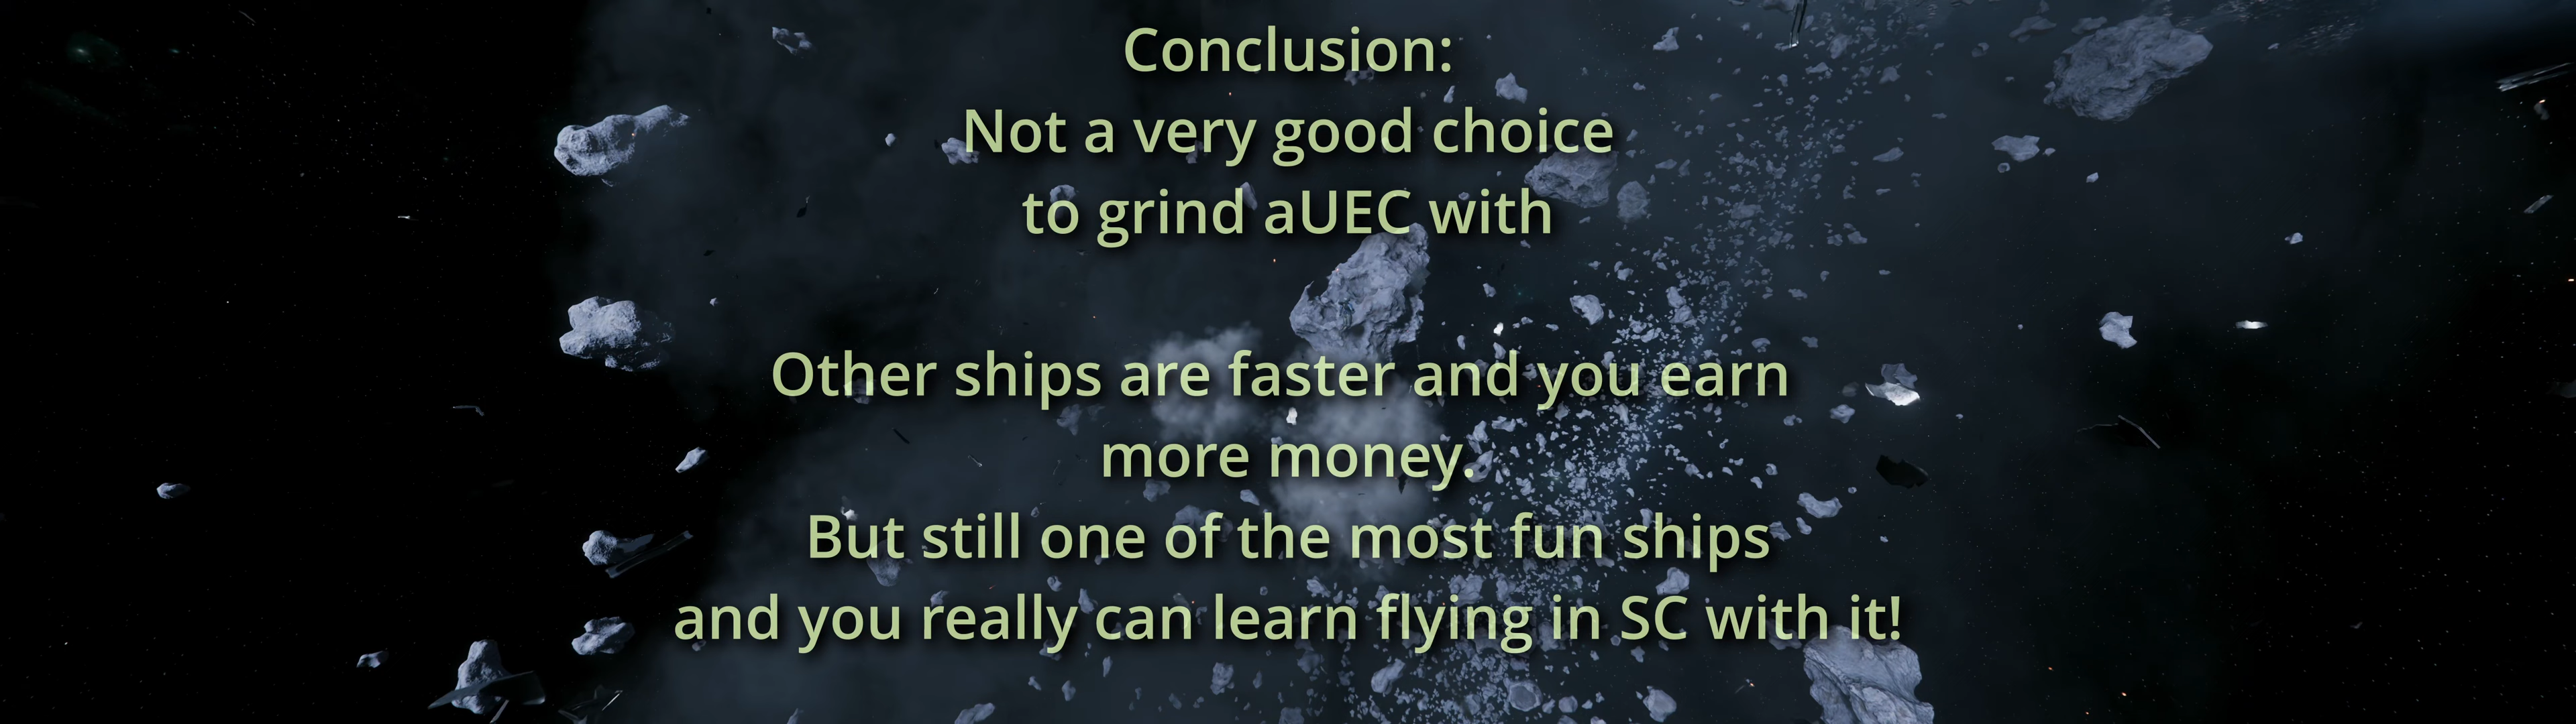 Conclusion:
Not a very good choice
to grind aUEC with
Other ships are faster and you earn
more money.
But still one of the most fun ships
and you really can learn flying in SC with it!